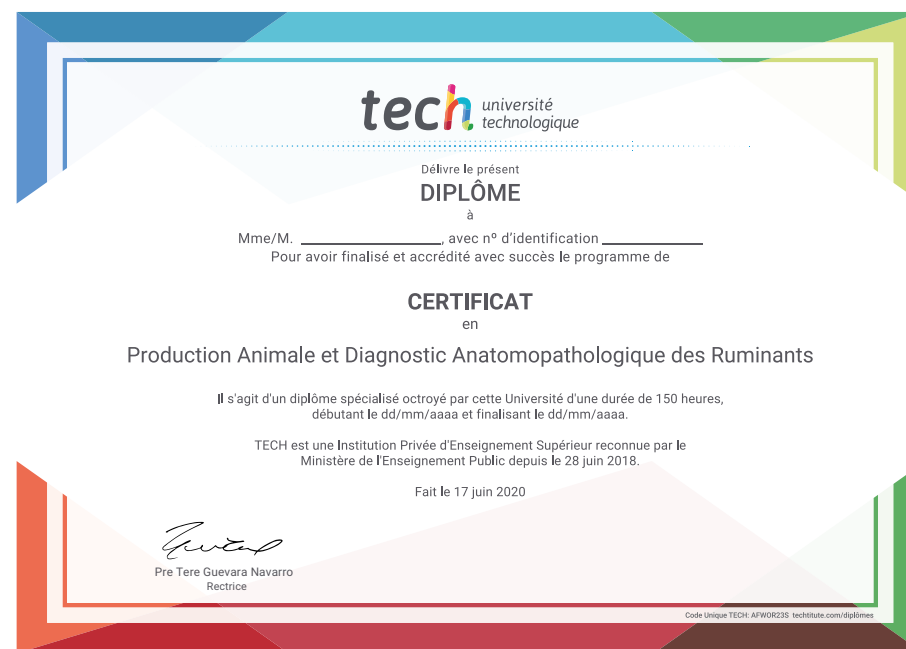 tech université
technologique
Délivre le présent
DIPLÔME
à
Mme/M. ____________________, avec nº d'identification ______________
Pour avoir finalisé et accrédité avec succès le programme de
CERTIFICAT
en
Production Animale et Diagnostic Anatomopathologique des Ruminants
Il s'agit d'un diplôme spécialisé octroyé par cette Université d'une durée de 150 heures,
débutant le dd/mm/aaaa et finalisant le dd/mm/aaaa.
TECH est une Institution Privée d'Enseignement Supérieur reconnue par le
Ministère de l'Enseignement Public depuis le 28 juin 2018.
Fait le 17 juin 2020
Pre Tere Guevara Navarro
Rectrice
Code Unique TECH: AFWOR23S techtitute.com/diplômes